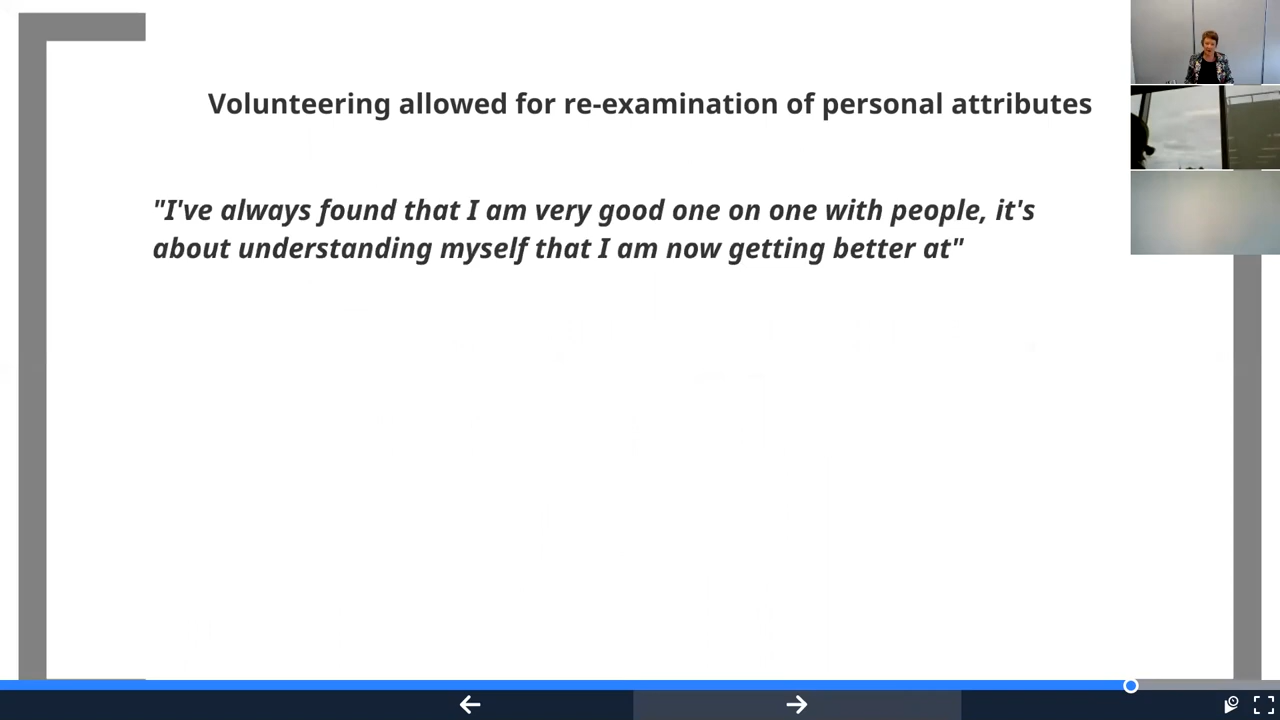 Volunteering allowed for re-examination of personal attributes
"I've always found that I am very good one on one with people, it's
about understanding myself that I am now getting better at"